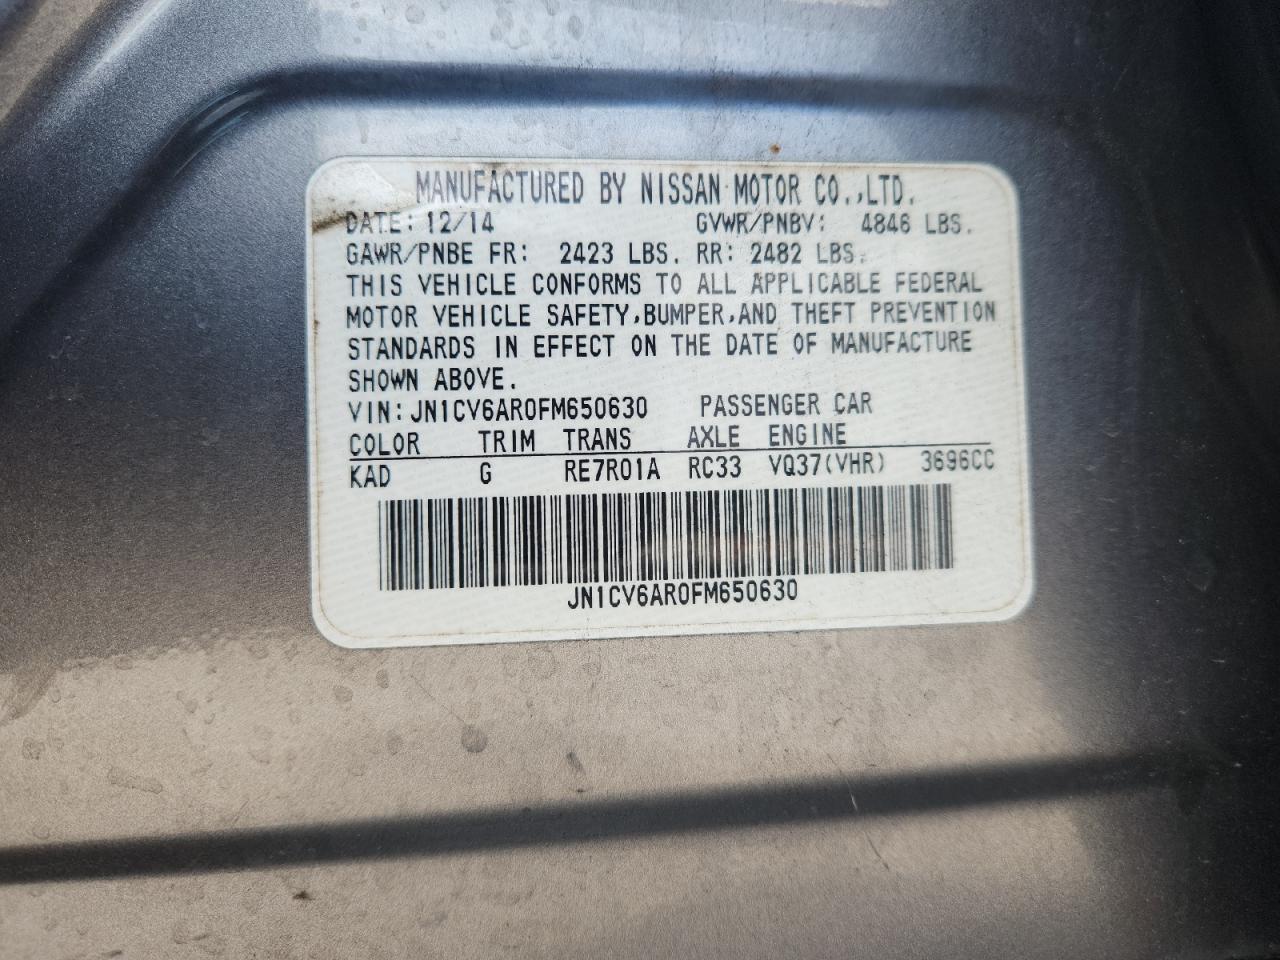 MANUFACTURED BY NISSAN MOTOR CO.,LTD.
DATE: 12/14 GVWR/PNBV: 4846 LBS.
GAWR/PNBE FR: 2423 LBS. RR: 2482 LBS.
THIS VEHICLE CONFORMS TO ALL APPLICABLE FEDERAL
MOTOR VEHICLE SAFETY,BUMPER,AND THEFT PREVENTION
STANDARDS IN EFFECT ON THE DATE OF MANUFACTURE
SHOWN ABOVE.
VIN: JN1CV6AR0FM650630 PASSENGER CAR
COLOR TRIM TRANS AXLE ENGINE
KAD G RE7R01A RC33 VQ37(VHR) 3696CC
JN1CV6AR0FM650630